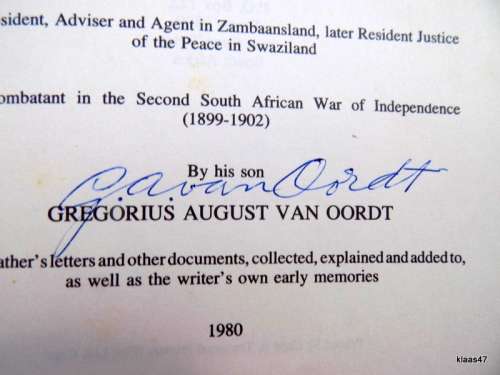 sident, Adviser and Agent in Zambaansland, later Resident Justice
of the Peace in Swaziland
ombatant in the Second South African War of Independence
(1899-1902)
By his son
G.A. van Oordt
GREGORIUS AUGUST VAN OORDT
ather's letters and other documents, collected, explained and added to,
as well as the writer's own early memories
1980
klaas47